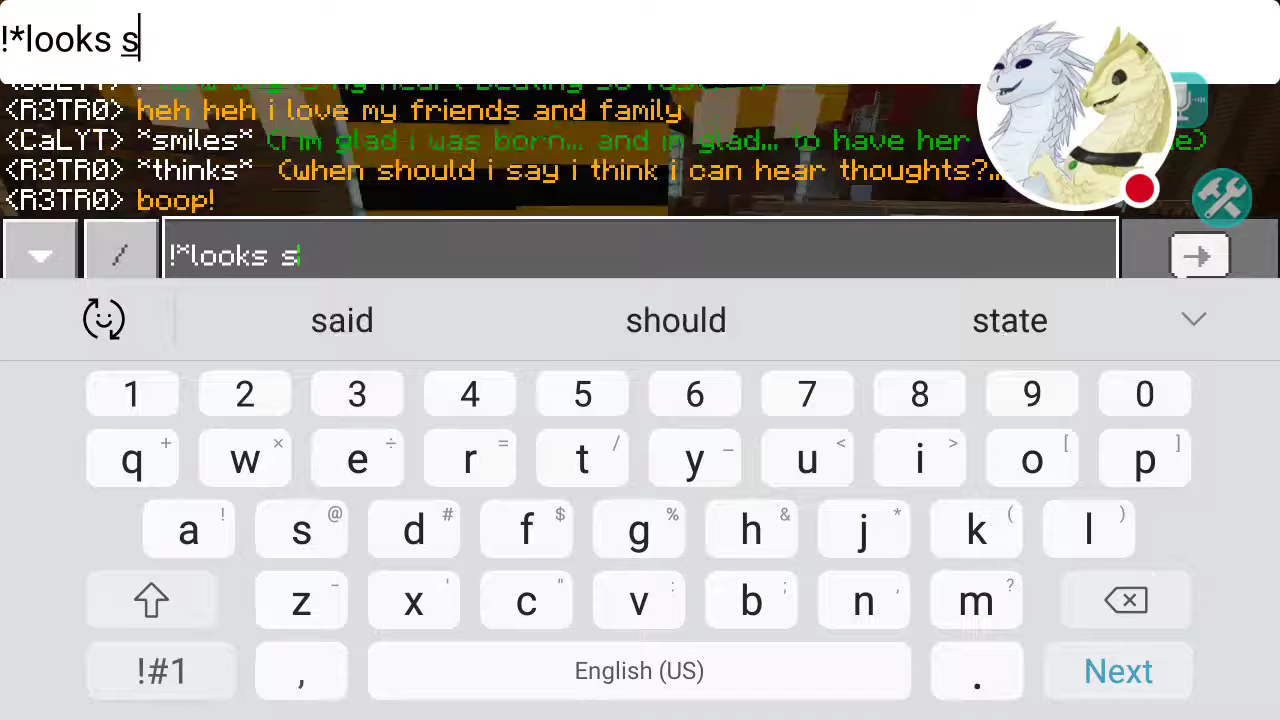 !*looks s
<R3TR0> heh heh i love my friends and family
<CaLYT> *smiles* (i'm glad i was born... and im glad... to have her
<R3TR0> *thinks* (when should i say i think i can hear thoughts?..
<R3TR0> boop!
/ !*looks s
said should state
1 2 3 4 5 6 7 8 9 0
q + w × e ÷ r = t / y _ u < i > o [ p ]
a ! s @ d # f $ g % h & j * k ( l )
z - x ' c " v : b ; n , m ?
!#1 , English (US) . Next